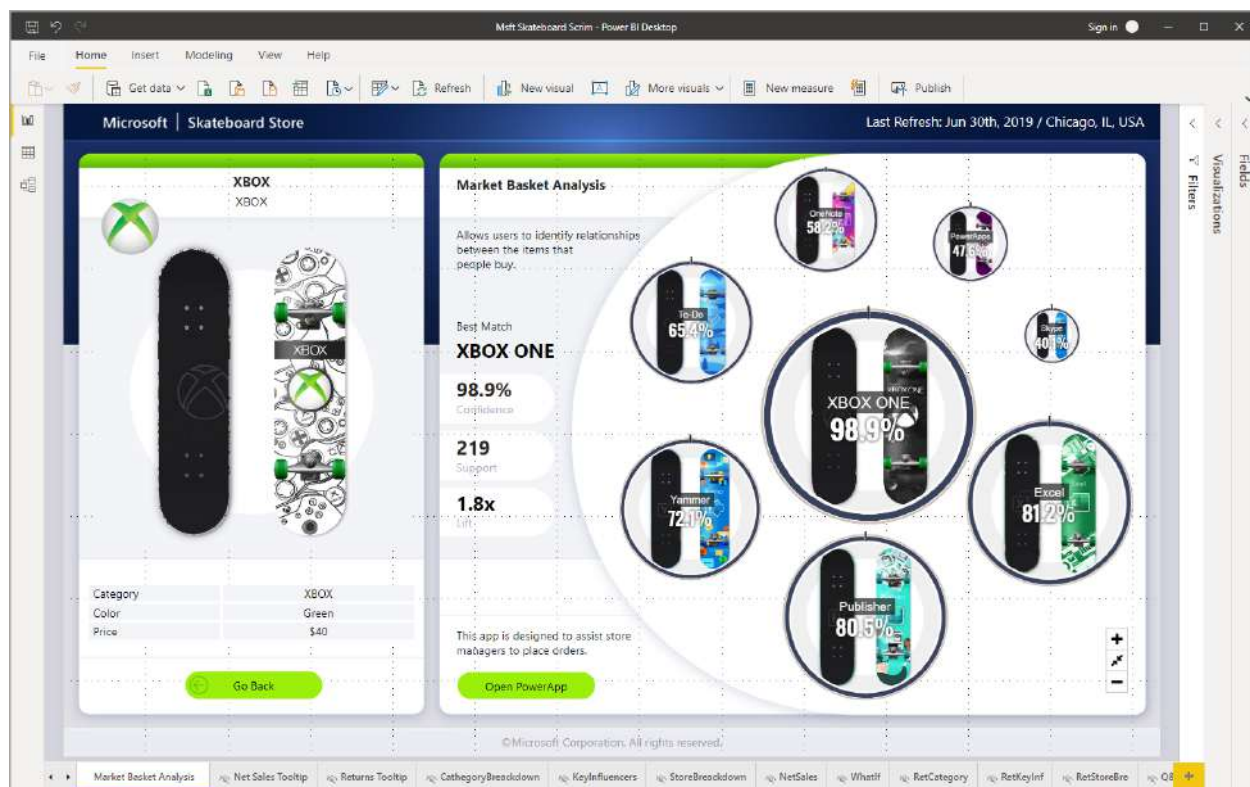 Msft Skateboard Scrim - Power BI Desktop
Sign in
File Home Insert Modeling View Help
Get data Refresh New visual More visuals New measure Publish
Microsoft | Skateboard Store
Last Refresh: Jun 30th, 2019 / Chicago, IL, USA
Filters
Visualizations
Fields
XBOX
XBOX
XBOX
Category XBOX
Color Green
Price $40
Go Back
Market Basket Analysis
Allows users to identify relationships
between the items that
people buy.
Best Match
XBOX ONE
98.9%
Confidence
219
Support
1.8x
Lift
This app is designed to assist store
managers to place orders.
Open PowerApp
OneNote
58.2%
PowerApps
47.6%
To-Do
65.4%
Skype
40.1%
XBOX ONE
98.9%
Yammer
72.1%
Excel
81.2%
Publisher
80.5%
©Microsoft Corporation. All rights reserved.
Market Basket Analysis Net Sales Tooltip Returns Tooltip CathegoryBreackdown KeyInfluencers StoreBreackdown NetSales WhatIf RetCategory RetKeyInf RetStoreBre